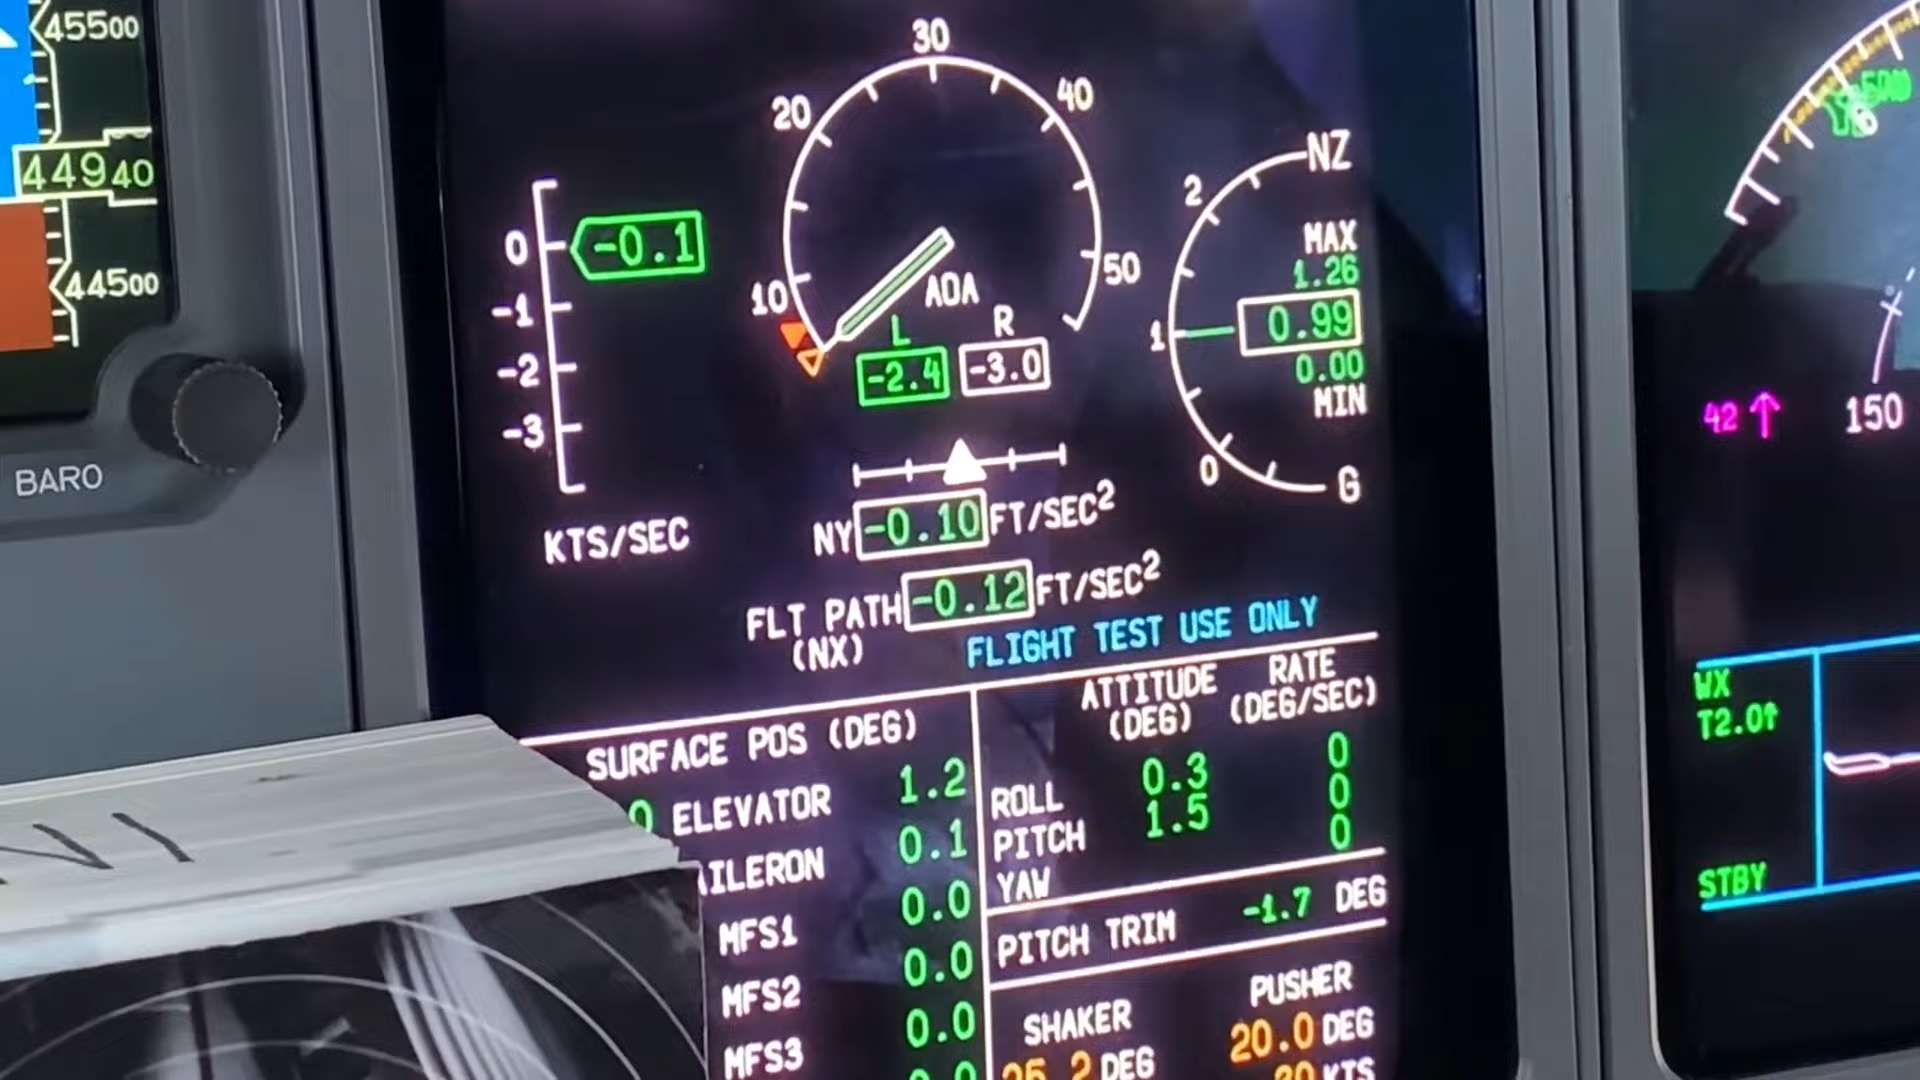 45500
44940
44500
BARO
0
-1
-2
-3
-0.1
KTS/SEC
10
20
30
40
50
AOA
L R
-2.4 -3.0
NZ
2
1
0
G
MAX
1.26
0.99
0.00
MIN
NY -0.10 FT/SEC2
FLT PATH -0.12 FT/SEC2
(NX)
FLIGHT TEST USE ONLY
SURFACE POS (DEG)
0 ELEVATOR 1.2
AILERON 0.1
MFS1 0.0
MFS2 0.0
MFS3 0.0
ATTITUDE RATE
(DEG) (DEG/SEC)
ROLL 0.3 0
PITCH 1.5 0
YAW 0
PITCH TRIM -1.7 DEG
SHAKER PUSHER
DEG 20.0 DEG
KTS
42
150
WX
T2.0↑
STBY